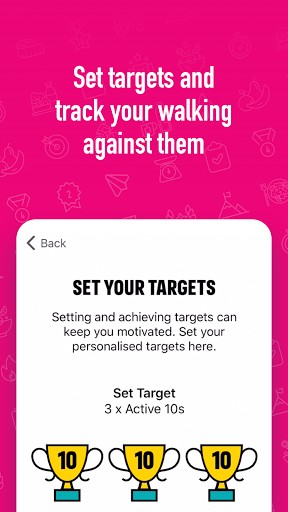 Set targets and
track your walking
against them
Back
SET YOUR TARGETS
Setting and achieving targets can
keep you motivated. Set your
personalised targets here.
Set Target
3 x Active 10s
10 10 10